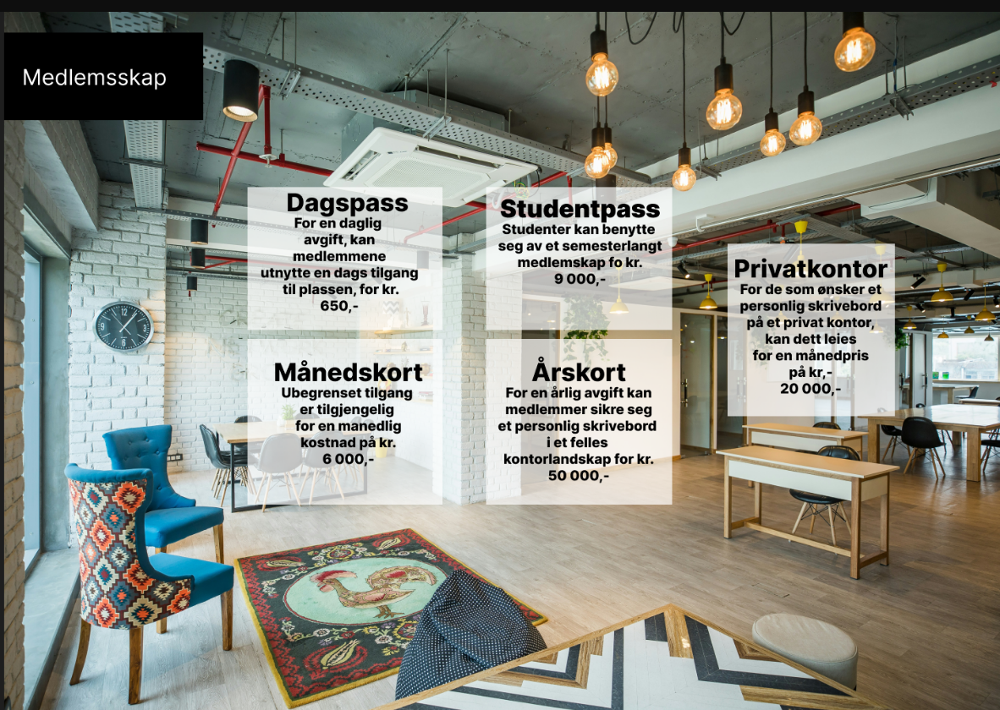 Medlemsskap
Dagspass
For en daglig
avgift, kan
medlemmene
utnytte en dags tilgang
til plassen, for kr.
650,-
Studentpass
Studenter kan benytte
seg av et semesterlangt
medlemskap fo kr.
9 000,-
Privatkontor
For de som ønsker et
personlig skrivebord
på et privat kontor,
kan dett leies
for en månedpris
på kr,-
20 000,-
Månedskort
Ubegrenset tilgang
er tilgjengelig
for en manedlig
kostnad på kr.
6 000,-
Årskort
For en årlig avgift kan
medlemmer sikre seg
et personlig skrivebord
i et felles
kontorlandskap for kr.
50 000,-
12
9
3
6